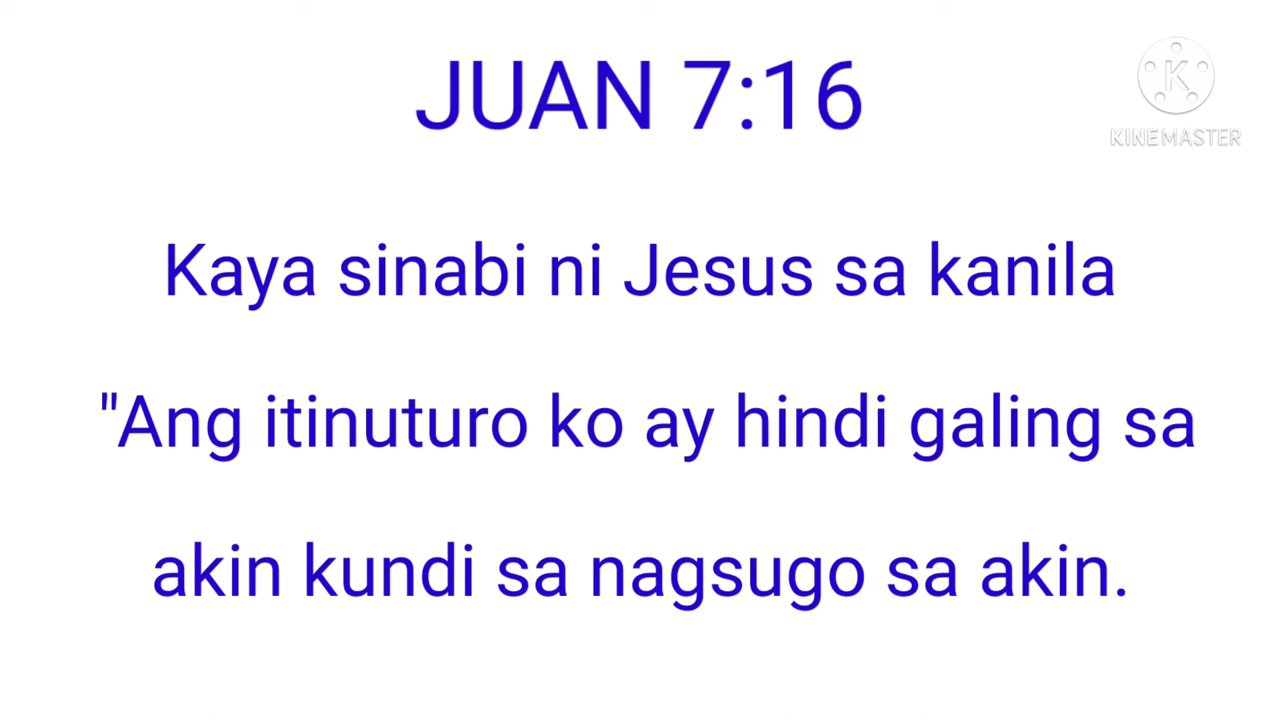 JUAN 7:16
K
KINEMASTER
Kaya sinabi ni Jesus sa kanila
"Ang itinuturo ko ay hindi galing sa
akin kundi sa nagsugo sa akin.